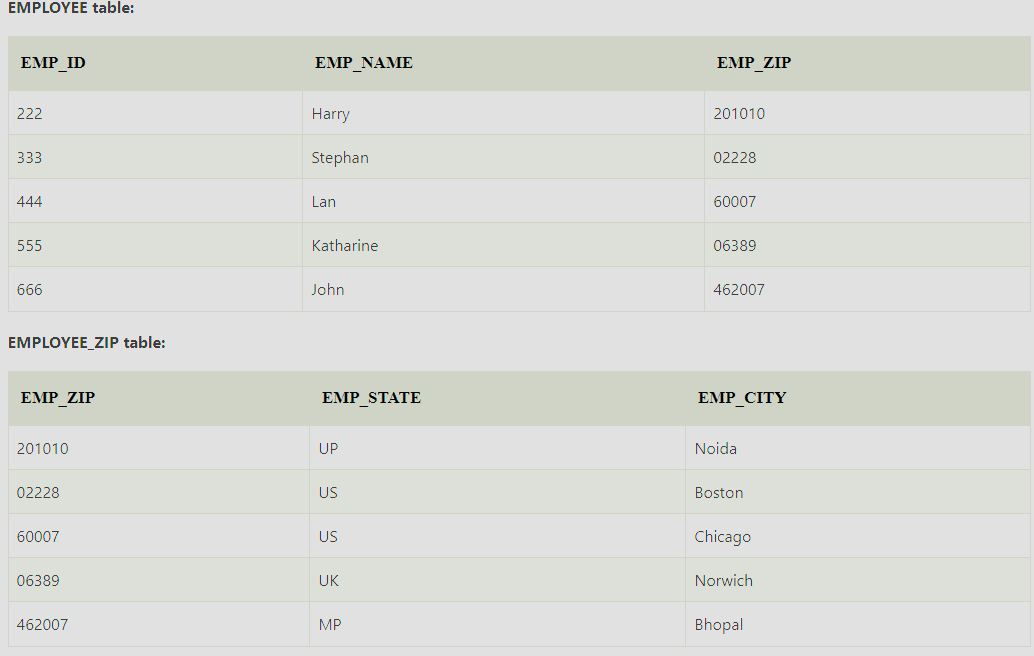 EMPLOYEE table:
EMP_ID EMP_NAME EMP_ZIP
222 Harry 201010
333 Stephan 02228
444 Lan 60007
555 Katharine 06389
666 John 462007
EMPLOYEE_ZIP table:
EMP_ZIP EMP_STATE EMP_CITY
201010 UP Noida
02228 US Boston
60007 US Chicago
06389 UK Norwich
462007 MP Bhopal